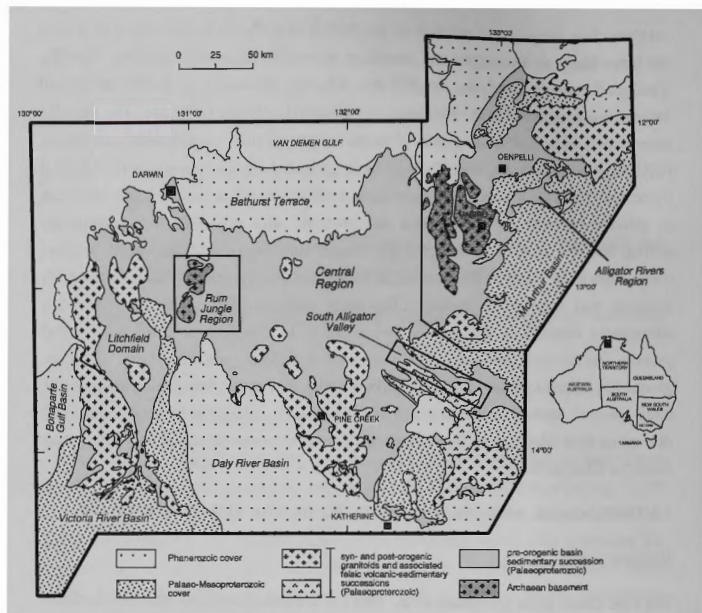 0 25 50 km
133°02'
130°00'
131°00'
132°00'
12°00'
VAN DIEMEN GULF
OENPELLI
DARWIN
Bathurst Terrace
Alligator Rivers
Region
McArthur Basin
13°00'
Central
Region
Rum
Jungle
Region
South Alligator
Valley
Litchfield
Domain
Bonaparte
Gulf Basin
NORTHERN
TERRITORY
WESTERN
AUSTRALIA
QUEENSLAND
SOUTH
AUSTRALIA
NEW SOUTH
WALES
TASMANIA
PINE CREEK
Daly River Basin
14°00'
Victoria River Basin
KATHERINE
Phanerozoic cover
Palaeo-Mesoproterozoic
cover
syn- and post-orogenic
granitoids and associated
felsic volcanic-sedimentary
successions
(Palaeoproterozoic)
pre-orogenic basin
sedimentary succession
(Palaeoproterozoic)
Archaean basement